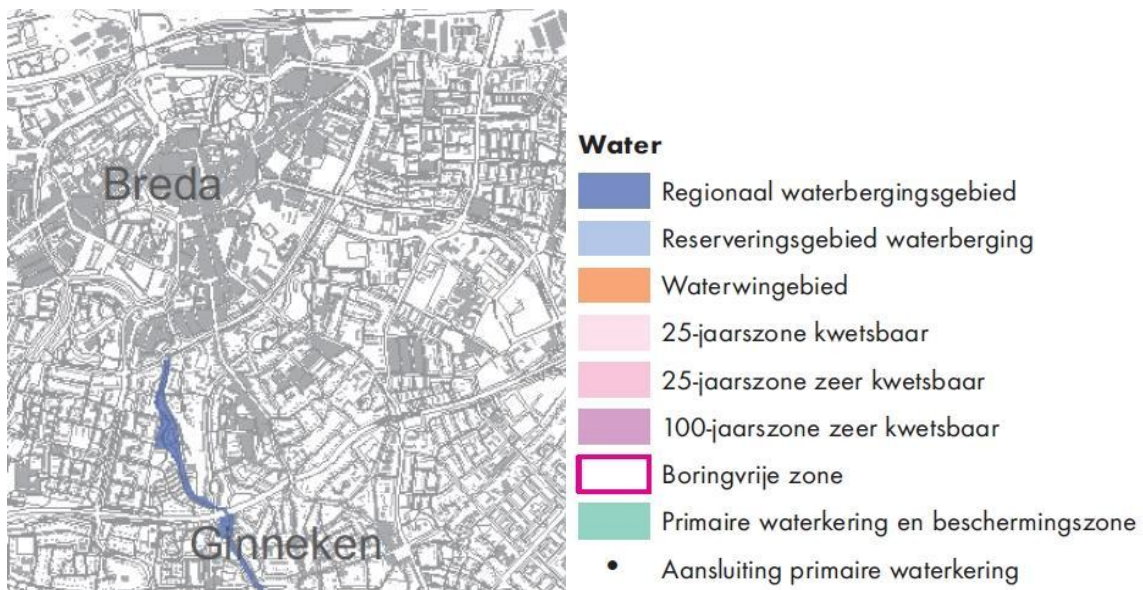 Breda
Ginneken
Water
Regionaal waterbergingsgebied
Reserveringsgebied waterberging
Waterwingebied
25-jaarszone kwetsbaar
25-jaarszone zeer kwetsbaar
100-jaarszone zeer kwetsbaar
Boringvrije zone
Primaire waterkering en beschermingszone
Aansluiting primaire waterkering